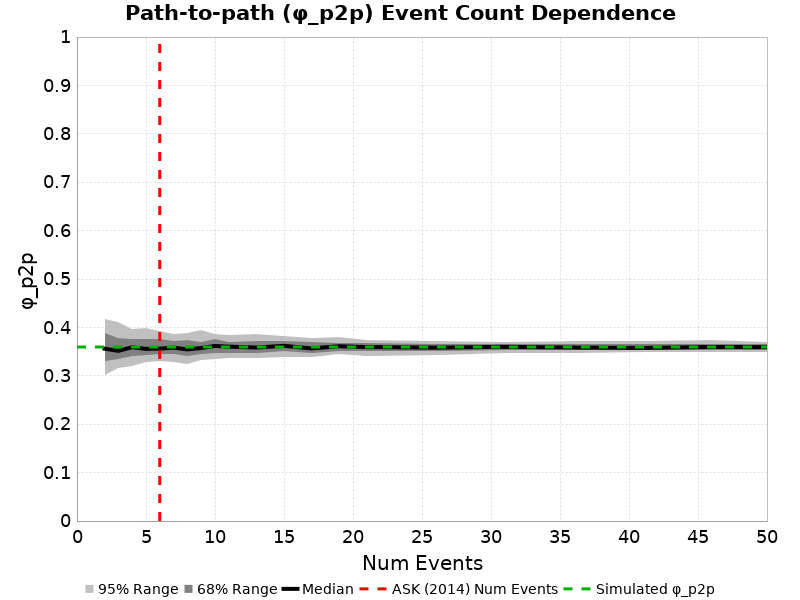 Path-to-path (φ_p2p) Event Count Dependence
1
0.9
0.8
0.7
0.6
0.5
0.4
0.3
0.2
0.1
0
φ_p2p
0 5 10 15 20 25 30 35 40 45 50
Num Events
95% Range 68% Range Median ASK (2014) Num Events Simulated φ_p2p